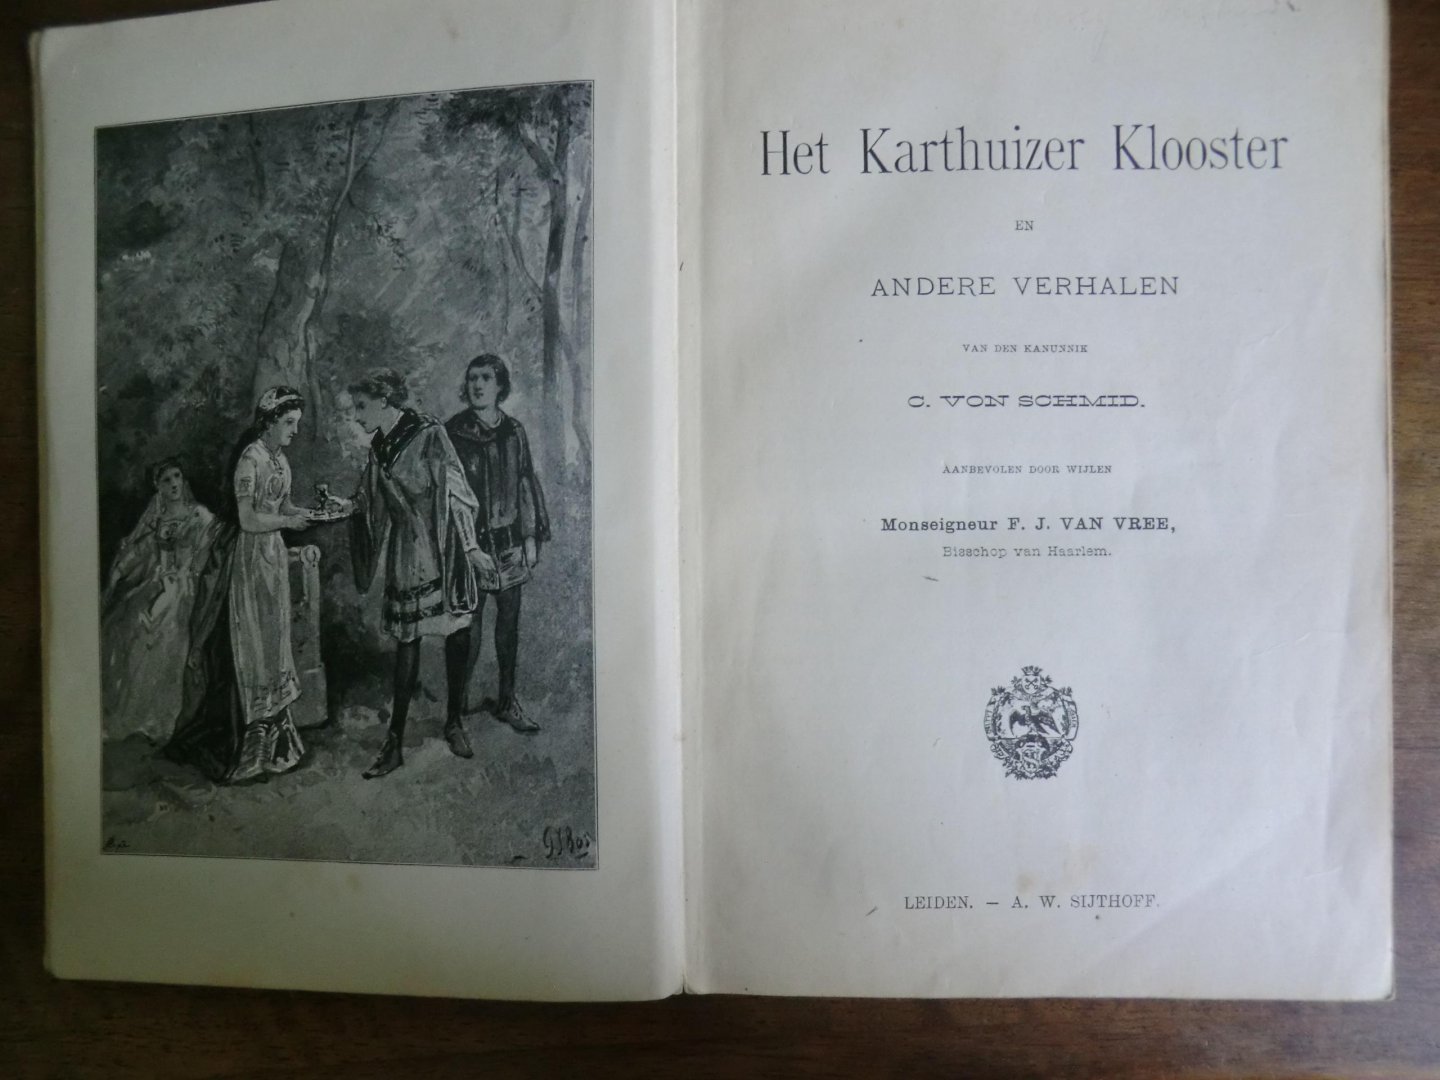 G J Bos
Het Karthuizer Klooster
EN
ANDERE VERHALEN
VAN DEN KANUNNIK
C. VON SCHMID.
AANBEVOLEN DOOR WIJLEN
Monseigneur F. J. VAN VREE,
Bisschop van Haarlem.
LEIDEN. — A. W. SIJTHOFF.